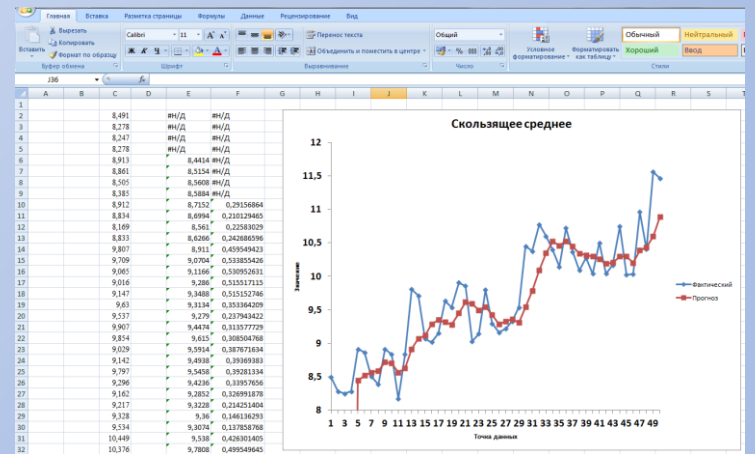 Главная Вставка Разметка страницы Формулы Данные Рецензирование Вид
Вырезать
Копировать
Формат по образцу
Вставить
Буфер обмена
Calibri 11
Ж К Ч
Шрифт
Перенос текста
Объединить и поместить в центре
Выравнивание
Общий
% 000
Число
Условное форматирование
Форматировать как таблицу
Обычный Нейтральный
Хороший Ввод
Стили
J36 fx
A B C D E F G H I J K L M N O P Q R S
1
2 8,491 #Н/Д #Н/Д
3 8,278 #Н/Д #Н/Д
4 8,247 #Н/Д #Н/Д
5 8,278 #Н/Д #Н/Д
6 8,913 8,4414 #Н/Д
7 8,861 8,5154 #Н/Д
8 8,505 8,5608 #Н/Д
9 8,385 8,5884 #Н/Д
10 8,912 8,7152 0,29156864
11 8,834 8,6994 0,210129465
12 8,169 8,561 0,22583029
13 8,833 8,6266 0,242686596
14 9,807 8,911 0,459549423
15 9,709 9,0704 0,533855426
16 9,065 9,1166 0,530952631
17 9,016 9,286 0,515517115
18 9,147 9,3488 0,515152746
19 9,63 9,3134 0,353364209
20 9,537 9,279 0,237943422
21 9,907 9,4474 0,313577729
22 9,854 9,615 0,308504768
23 9,029 9,5914 0,387671634
24 9,142 9,4938 0,39369383
25 9,797 9,5458 0,39281334
26 9,296 9,4236 0,33957656
27 9,162 9,2852 0,326991878
28 9,217 9,3228 0,214251404
29 9,328 9,36 0,146136293
30 9,534 9,3074 0,137858768
31 10,449 9,538 0,426301405
32 10,376 9,7808 0,499549645
Скользящее среднее
12
11,5
11
10,5
10
9,5
9
8,5
8
Значение
1 3 5 7 9 11 13 15 17 19 21 23 25 27 29 31 33 35 37 39 41 43 45 47 49
Точка данных
Фактический
Прогноз